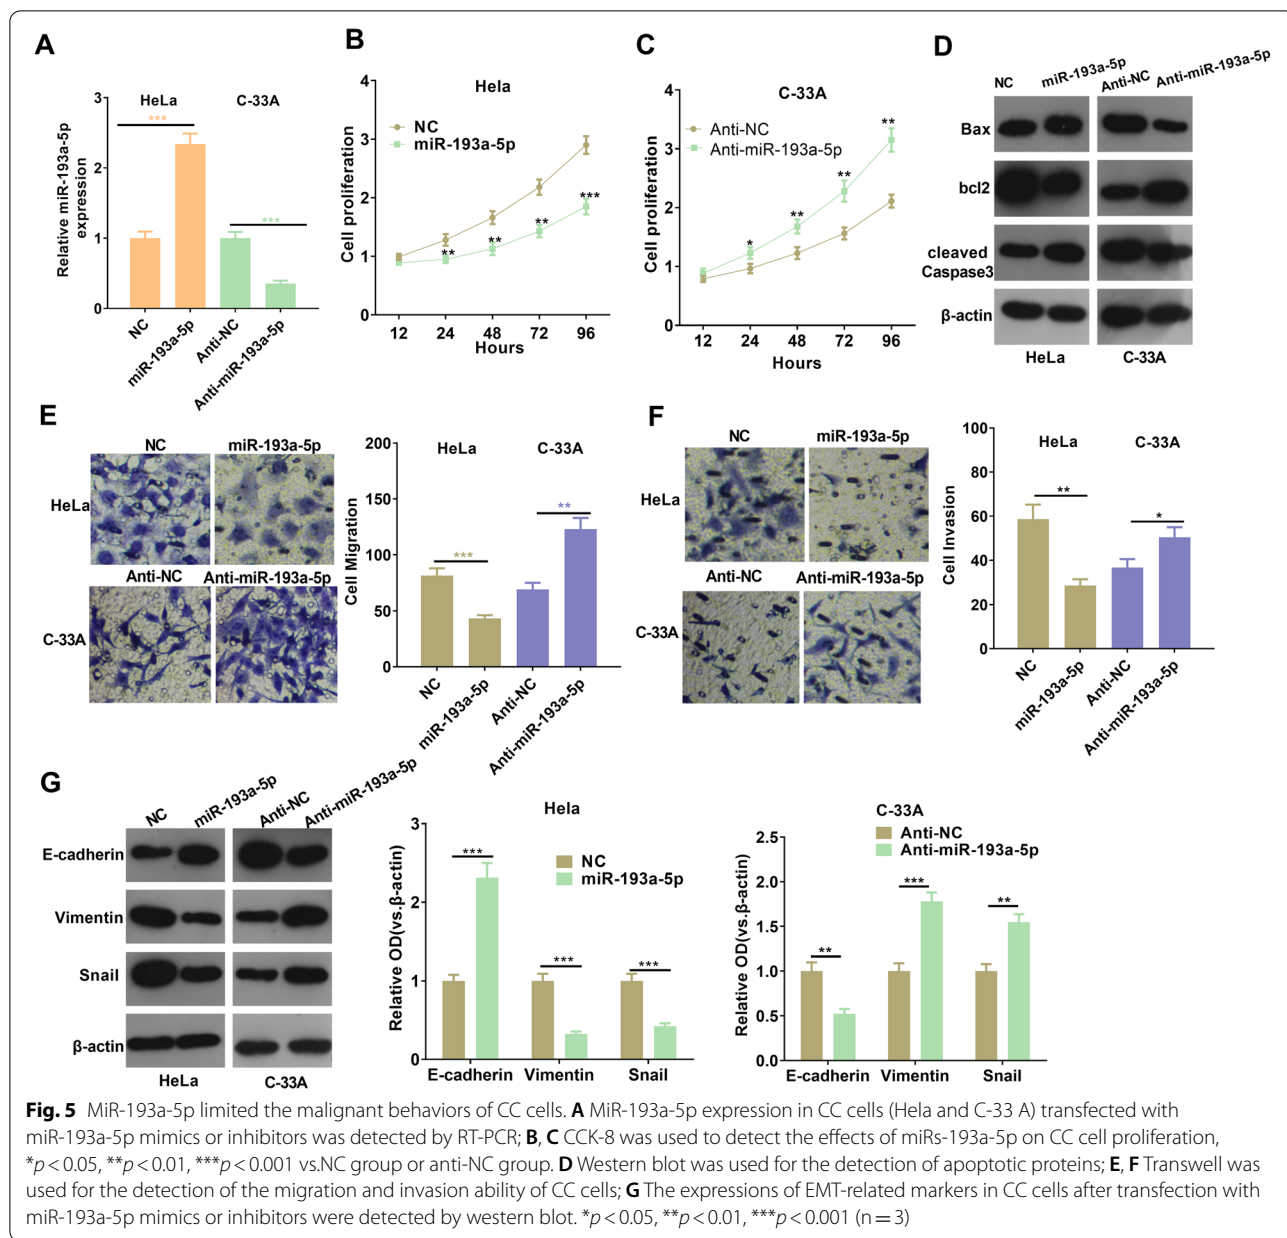 A
HeLa
C-33A
Relative miR-193a-5p
expression
3
2
1
0
***
***
NC
miR-193a-5p
Anti-NC
Anti-miR-193a-5p
B
Hela
NC
miR-193a-5p
Cell proliferation
4
3
2
1
0
**
**
**
***
12 24 48 72 96
Hours
C
C-33A
Anti-NC
Anti-miR-193a-5p
Cell proliferation
4
3
2
1
0
*
**
**
**
12 24 48 72 96
Hours
D
NC miR-193a-5p Anti-NC Anti-miR-193a-5p
Bax
bcl2
cleaved
Caspase3
β-actin
HeLa C-33A
E
NC miR-193a-5p
HeLa
Anti-NC Anti-miR-193a-5p
C-33A
Cell Migration
200
150
100
50
0
HeLa
C-33A
***
**
NC
miR-193a-5p
Anti-NC
Anti-miR-193a-5p
F
NC miR-193a-5p
HeLa
Anti-NC Anti-miR-193a-5p
C-33A
Cell Invasion
100
80
60
40
20
0
HeLa
C-33A
**
*
NC
miR-193a-5p
Anti-NC
Anti-miR-193a-5p
G
NC miR-193a-5p Anti-NC Anti-miR-193a-5p
E-cadherin
Vimentin
Snail
β-actin
HeLa C-33A
Hela
NC
miR-193a-5p
Relative OD(vs.β-actin)
3
2
1
0
***
***
***
E-cadherin Vimentin Snail
C-33A
Anti-NC
Anti-miR-193a-5p
Relative OD(vs.β-actin)
2.5
2.0
1.5
1.0
0.5
0.0
**
***
**
E-cadherin Vimentin Snail
Fig. 5 MiR-193a-5p limited the malignant behaviors of CC cells. A MiR-193a-5p expression in CC cells (Hela and C-33 A) transfected with
miR-193a-5p mimics or inhibitors was detected by RT-PCR; B, C CCK-8 was used to detect the effects of miRs-193a-5p on CC cell proliferation,
*p < 0.05, **p < 0.01, ***p < 0.001 vs.NC group or anti-NC group. D Western blot was used for the detection of apoptotic proteins; E, F Transwell was
used for the detection of the migration and invasion ability of CC cells; G The expressions of EMT-related markers in CC cells after transfection with
miR-193a-5p mimics or inhibitors were detected by western blot. *p < 0.05, **p < 0.01, ***p < 0.001 (n = 3)